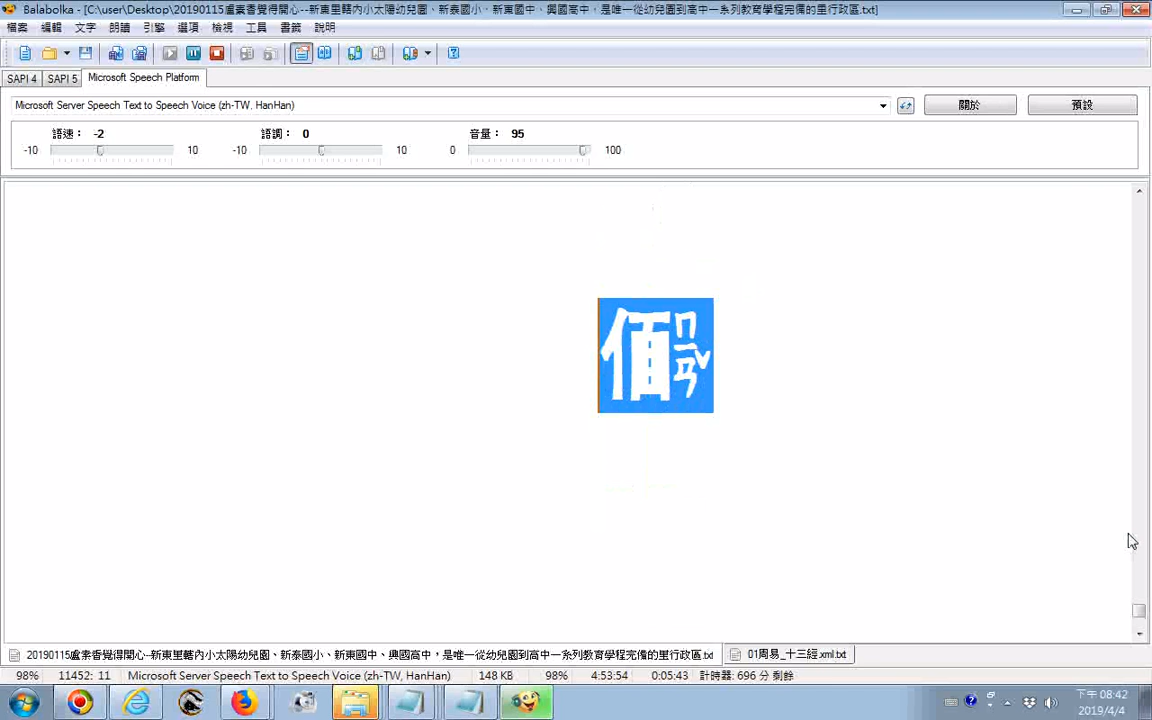 Balabolka - [C:\user\Desktop\20190115盧素香覺得開心--新東里轄內小太陽幼兒園、新泰國小、新東國中、興國高中，是唯一從幼兒園到高中一系列教育學程完備的里行政區.txt]
檔案 編輯 文字 朗讀 引擎 選項 檢視 工具 書籤 說明
SAPI 4 SAPI 5 Microsoft Speech Platform
Microsoft Server Speech Text to Speech Voice (zh-TW, HanHan) 關於 預設
語速： -2 語調： 0 音量： 95
-10 10 -10 10 0 100
20190115盧素香覺得開心--新東里轄內小太陽幼兒園、新泰國小、新東國中、興國高中，是唯一從幼兒園到高中一系列教育學程完備的里行政區.txt 01周易_十三經.xml.txt
98% 11452: 11 Microsoft Server Speech Text to Speech Voice (zh-TW, HanHan) 148 KB 98% 4:53:54 0:05:43 計時器: 696 分 剩餘
下午 08:42
2019/4/4